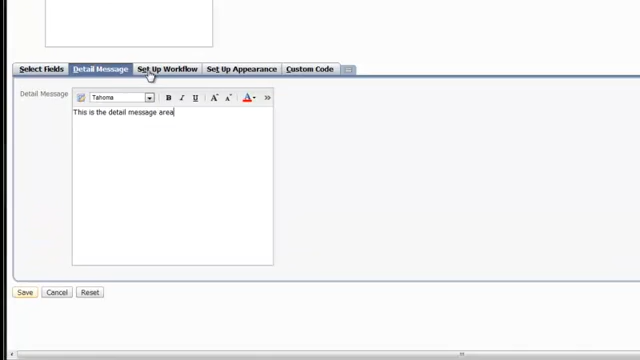 Select Fields Detail Message Set Up Workflow Set Up Appearance Custom Code
Detail Message Tahoma B I U A A A
This is the detail message area
Save Cancel Reset